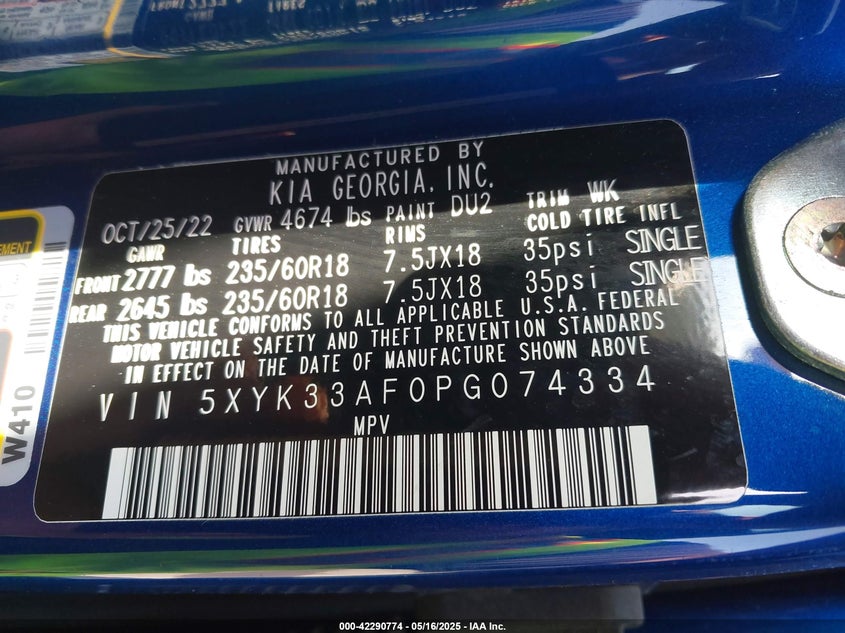 MANUFACTURED BY
KIA GEORGIA, INC.
OCT/25/22 GVWR 4674 lbs PAINT DU2 TRIM WK
GAWR TIRES RIMS COLD TIRE INFL
FRONT 2777 lbs 235/60R18 7.5JX18 35psi SINGLE
REAR 2645 lbs 235/60R18 7.5JX18 35psi SINGLE
THIS VEHICLE CONFORMS TO ALL APPLICABLE U.S.A. FEDERAL
MOTOR VEHICLE SAFETY AND THEFT PREVENTION STANDARDS
IN EFFECT ON THE DATE OF MANUFACTURE SHOWN ABOVE
VIN 5XYK33AF0PG074334
MPV
W410
000-42290774 - 05/16/2025 - IAA Inc.